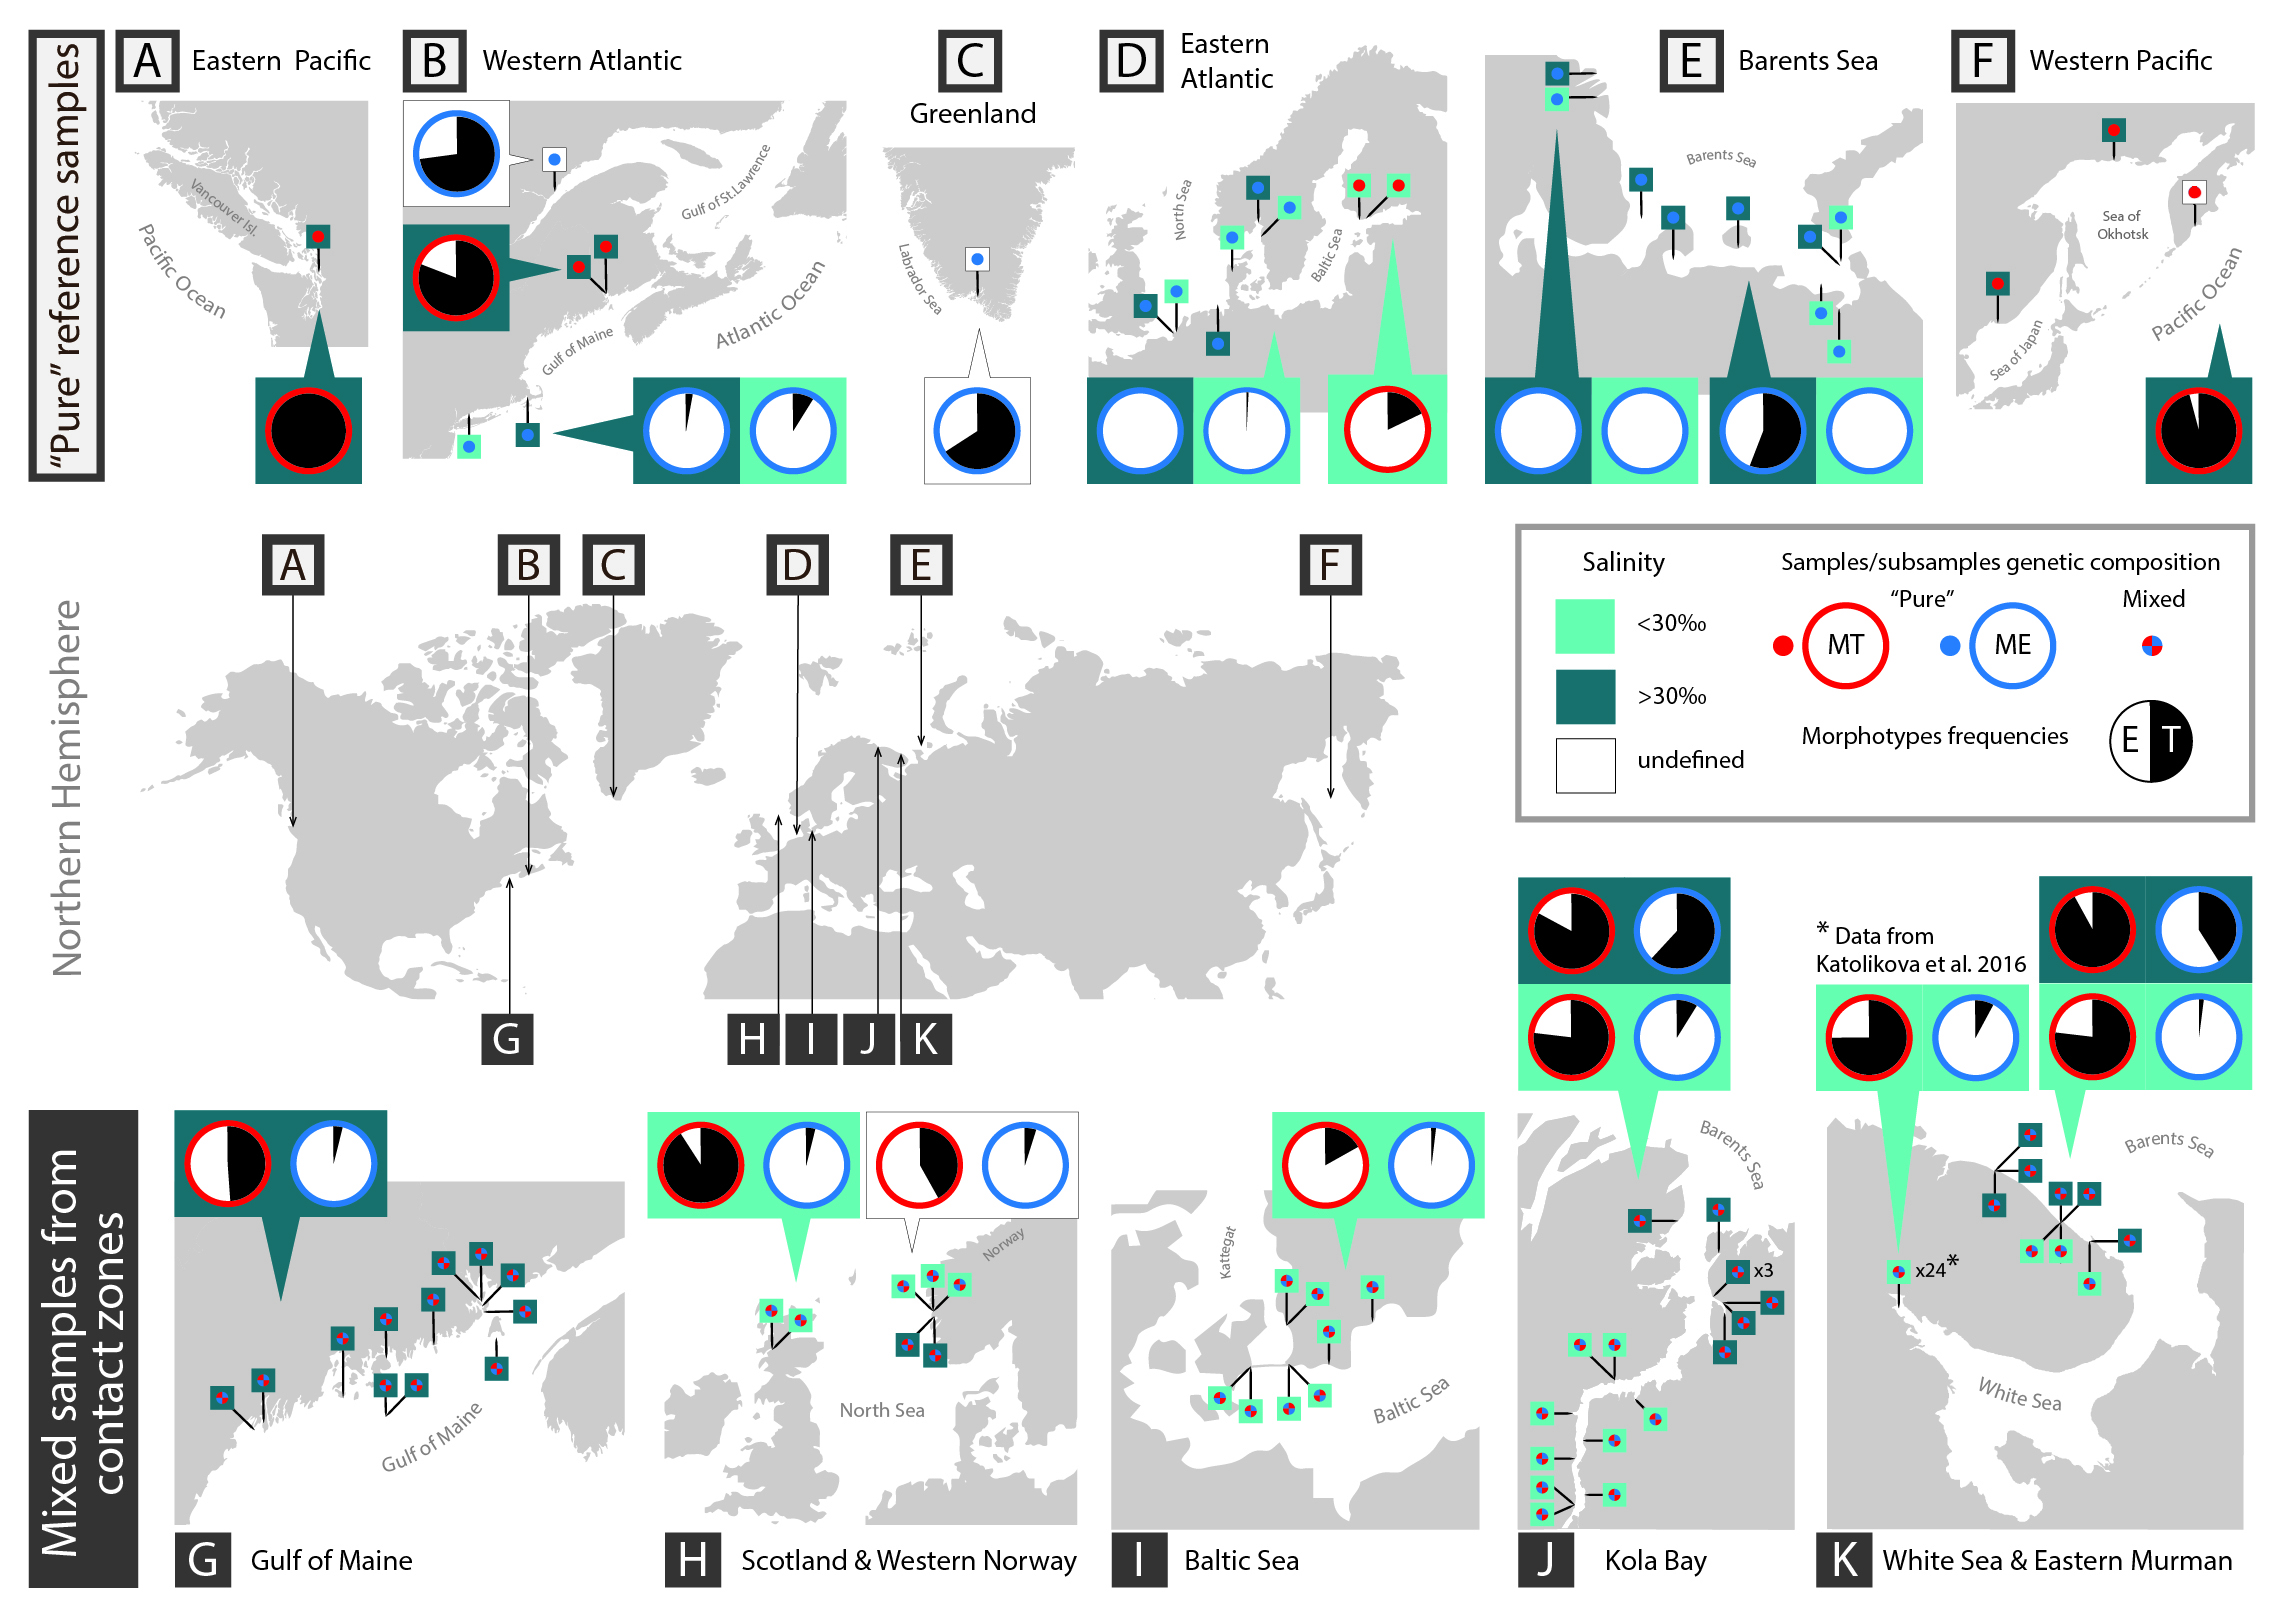 "Pure" reference samples
A
Eastern Pacific
Vancouver Isl.
Pacific Ocean
B
Western Atlantic
Gulf of St.Lawrence
Gulf of Maine
Atlantic Ocean
C
Greenland
Labrador Sea
D
Eastern
Atlantic
North Sea
Baltic Sea
E
Barents Sea
Barents Sea
F
Western Pacific
Sea of
Okhotsk
Sea of Japan
Pacific Ocean
Northern Hemisphere
A
B
C
D
E
F
G
H
I
J
K
Salinity
<30‰
>30‰
undefined
Samples/subsamples genetic composition
"Pure"
Mixed
MT
ME
Morphotypes frequencies
E
T
* Data from
Katolikova et al. 2016
Mixed samples from
contact zones
Gulf of Maine
G
Gulf of Maine
Norway
North Sea
H
Scotland & Western Norway
Kattegat
Baltic Sea
I
Baltic Sea
Barents Sea
x3
J
Kola Bay
Barents Sea
x24*
White Sea
K
White Sea & Eastern Murman